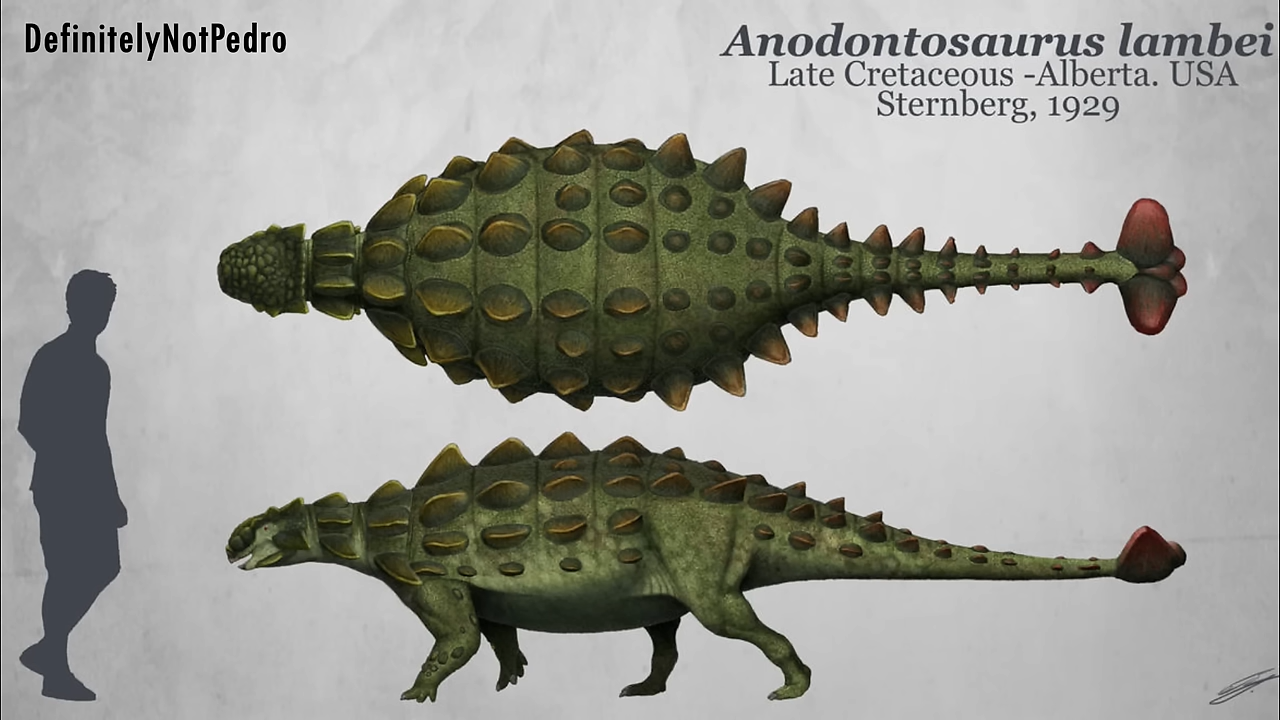 DefinitelyNotPedro
Anodontosaurus lambei
Late Cretaceous -Alberta. USA
Sternberg, 1929